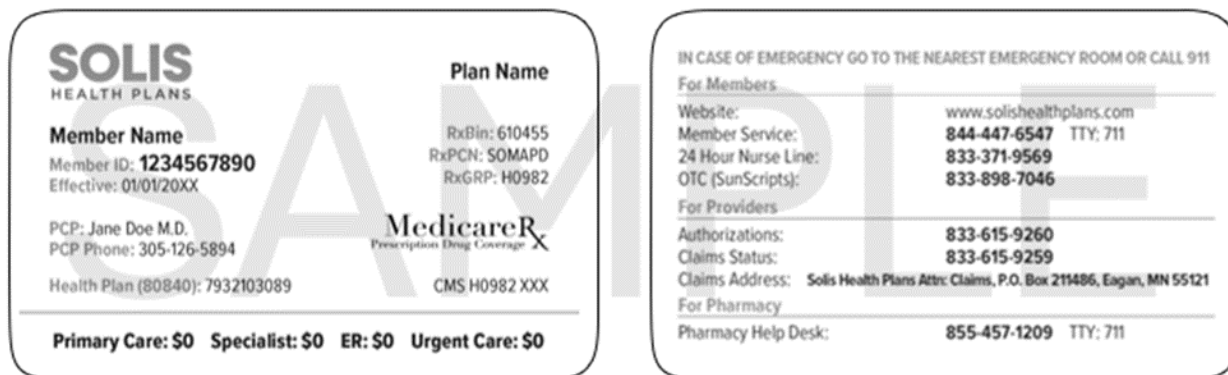 SOLIS
HEALTH PLANS
Plan Name
Member Name
Member ID: 1234567890
Effective: 01/01/20XX
RxBin: 610455
RxPCN: SOMAPD
RxGRP: H0982
PCP: Jane Doe M.D.
PCP Phone: 305-126-5894
MedicareRx
Prescription Drug Coverage
Health Plan (80840): 7932103089
CMS H0982 XXX
Primary Care: $0 Specialist: $0 ER: $0 Urgent Care: $0
IN CASE OF EMERGENCY GO TO THE NEAREST EMERGENCY ROOM OR CALL 911
For Members
Website: www.solishealthplans.com
Member Service: 844-447-6547 TTY: 711
24 Hour Nurse Line: 833-371-9569
OTC (SunScripts): 833-898-7046
For Providers
Authorizations: 833-615-9260
Claims Status: 833-615-9259
Claims Address: Solis Health Plans Attn: Claims, P.O. Box 211486, Eagan, MN 55121
For Pharmacy
Pharmacy Help Desk: 855-457-1209 TTY: 711
SAMPLE